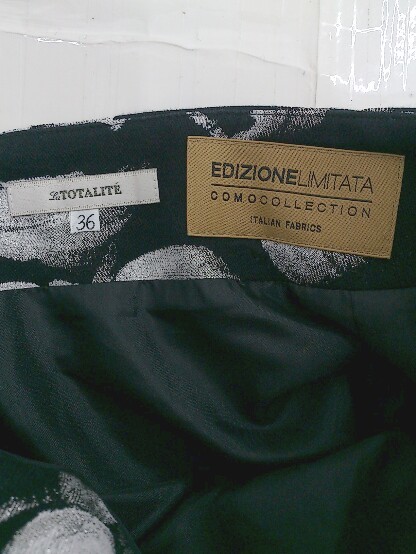 La TOTALITÉ
36
EDIZIONELIMITATA
COMOCOLLECTION
ITALIAN FABRICS